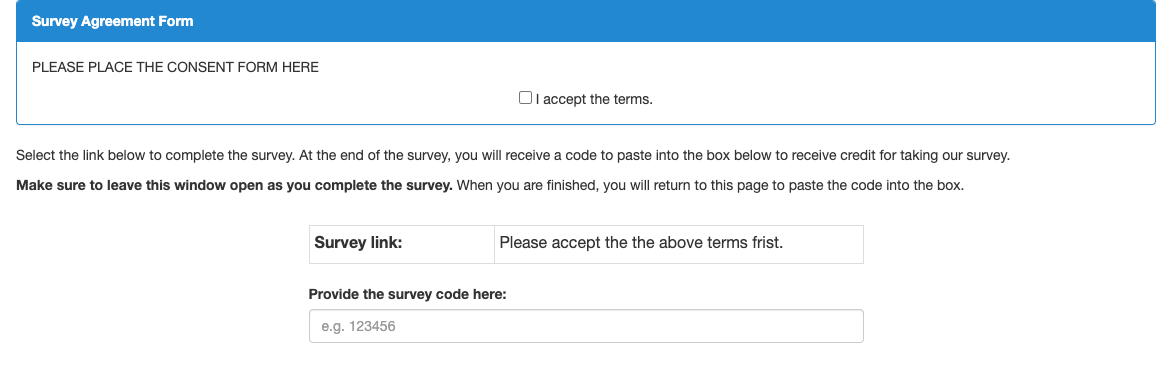 Survey Agreement Form
PLEASE PLACE THE CONSENT FORM HERE
I accept the terms.
Select the link below to complete the survey. At the end of the survey, you will receive a code to paste into the box below to receive credit for taking our survey.
Make sure to leave this window open as you complete the survey. When you are finished, you will return to this page to paste the code into the box.
Survey link: Please accept the the above terms frist.
Provide the survey code here:
e.g. 123456